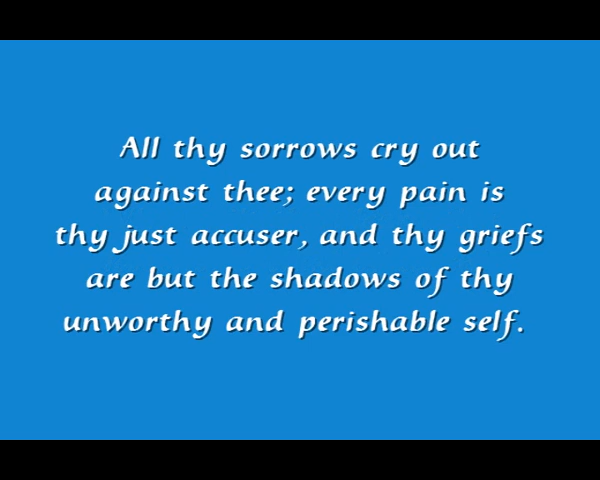 All thy sorrows cry out
against thee; every pain is
thy just accuser, and thy griefs
are but the shadows of thy
unworthy and perishable self.